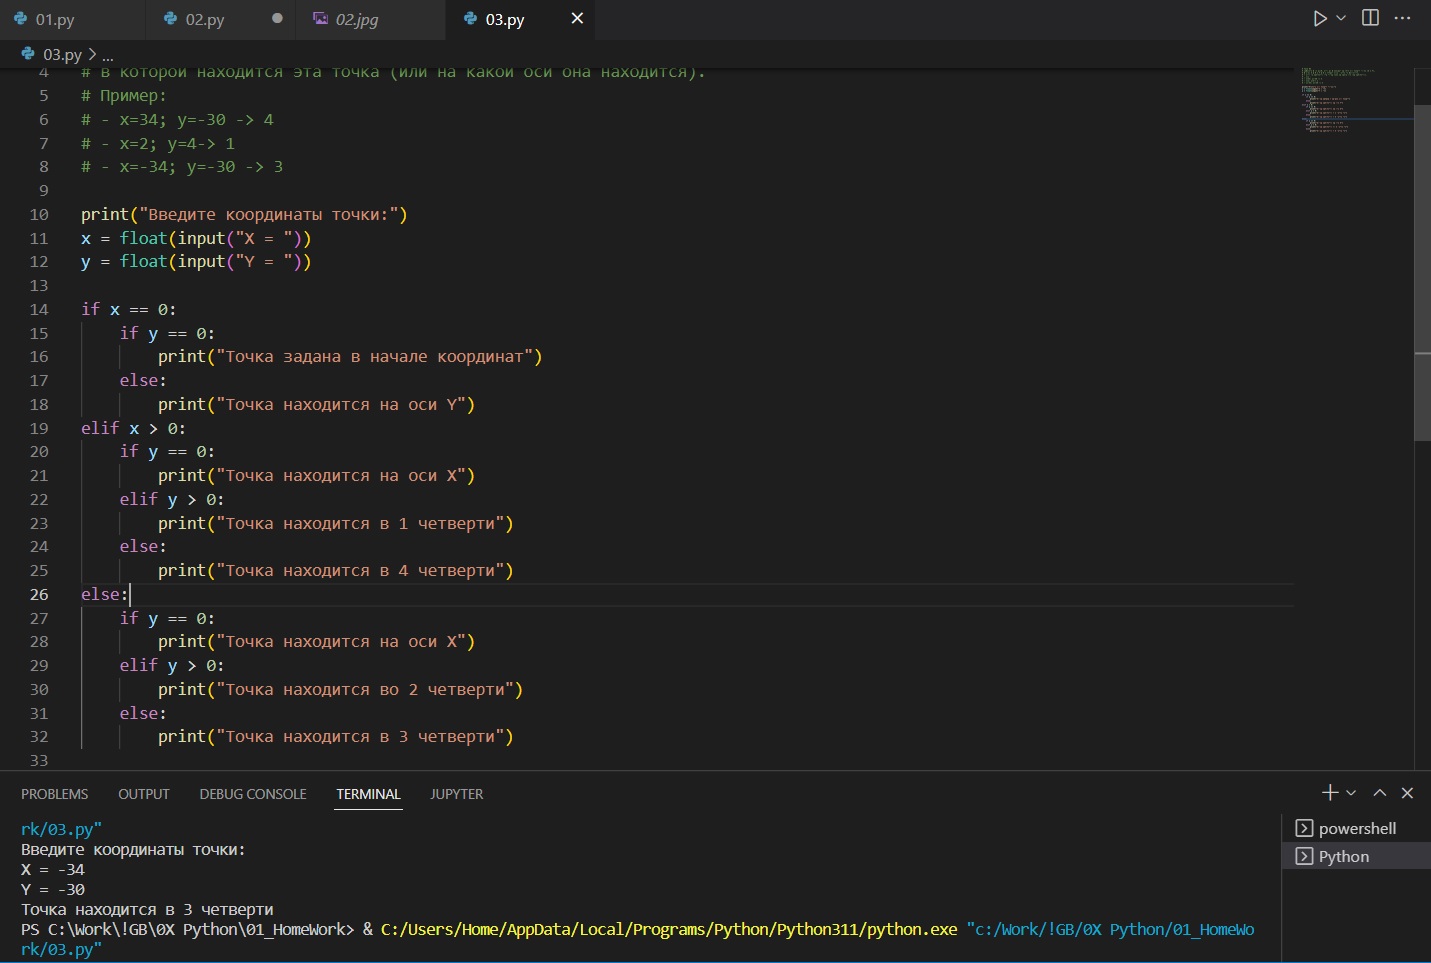 01.py 02.py 02.jpg 03.py
03.py > ...
4 # в которой находится эта точка (или на какой оси она находится).
5 # Пример:
6 # - x=34; y=-30 -> 4
7 # - x=2; y=4-> 1
8 # - x=-34; y=-30 -> 3
9
10 print("Введите координаты точки:")
11 x = float(input("X = "))
12 y = float(input("Y = "))
13
14 if x == 0:
15 if y == 0:
16 print("Точка задана в начале координат")
17 else:
18 print("Точка находится на оси Y")
19 elif x > 0:
20 if y == 0:
21 print("Точка находится на оси X")
22 elif y > 0:
23 print("Точка находится в 1 четверти")
24 else:
25 print("Точка находится в 4 четверти")
26 else:
27 if y == 0:
28 print("Точка находится на оси X")
29 elif y > 0:
30 print("Точка находится во 2 четверти")
31 else:
32 print("Точка находится в 3 четверти")
33
PROBLEMS OUTPUT DEBUG CONSOLE TERMINAL JUPYTER
rk/03.py"
Введите координаты точки:
X = -34
Y = -30
Точка находится в 3 четверти
PS C:\Work\!GB\0X Python\01_HomeWork> & C:/Users/Home/AppData/Local/Programs/Python/Python311/python.exe "c:/Work/!GB/0X Python/01_HomeWo
rk/03.py"
powershell
Python